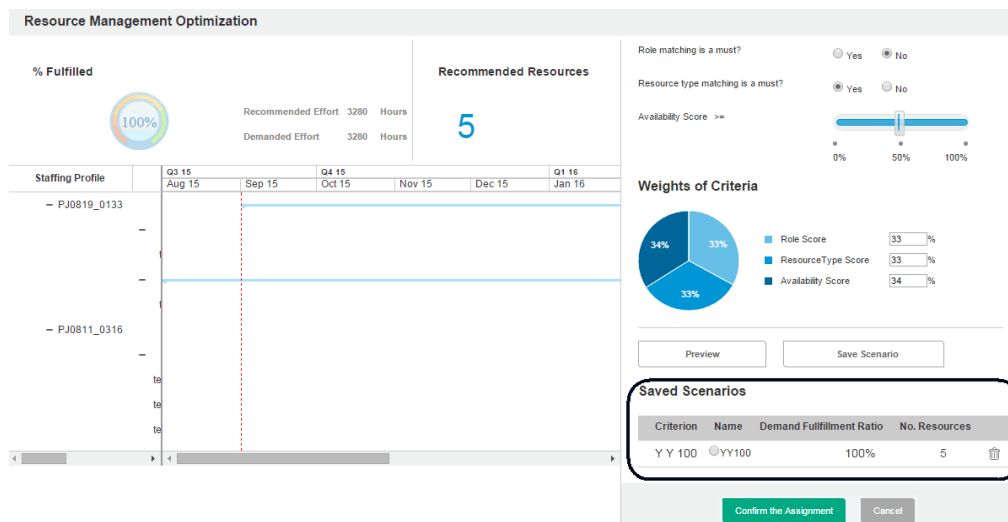 Resource Management Optimization
% Fulfilled
100%
Recommended Effort 3280 Hours
Demanded Effort 3280 Hours
Recommended Resources
5
Role matching is a must? Yes No
Resource type matching is a must? Yes No
Availability Score >=
0% 50% 100%
Staffing Profile
Q3 15 Q4 15 Q1 16
Aug 15 Sep 15 Oct 15 Nov 15 Dec 15 Jan 16
− PJ0819_0133
−
t
−
t
− PJ0811_0316
−
te
te
te
Weights of Criteria
34% 33%
33%
Role Score 33 %
ResourceType Score 33 %
Availability Score 34 %
Preview Save Scenario
Saved Scenarios
Criterion Name Demand Fullfillment Ratio No. Resources
Y Y 100 YY100 100% 5
Confirm the Assignment Cancel